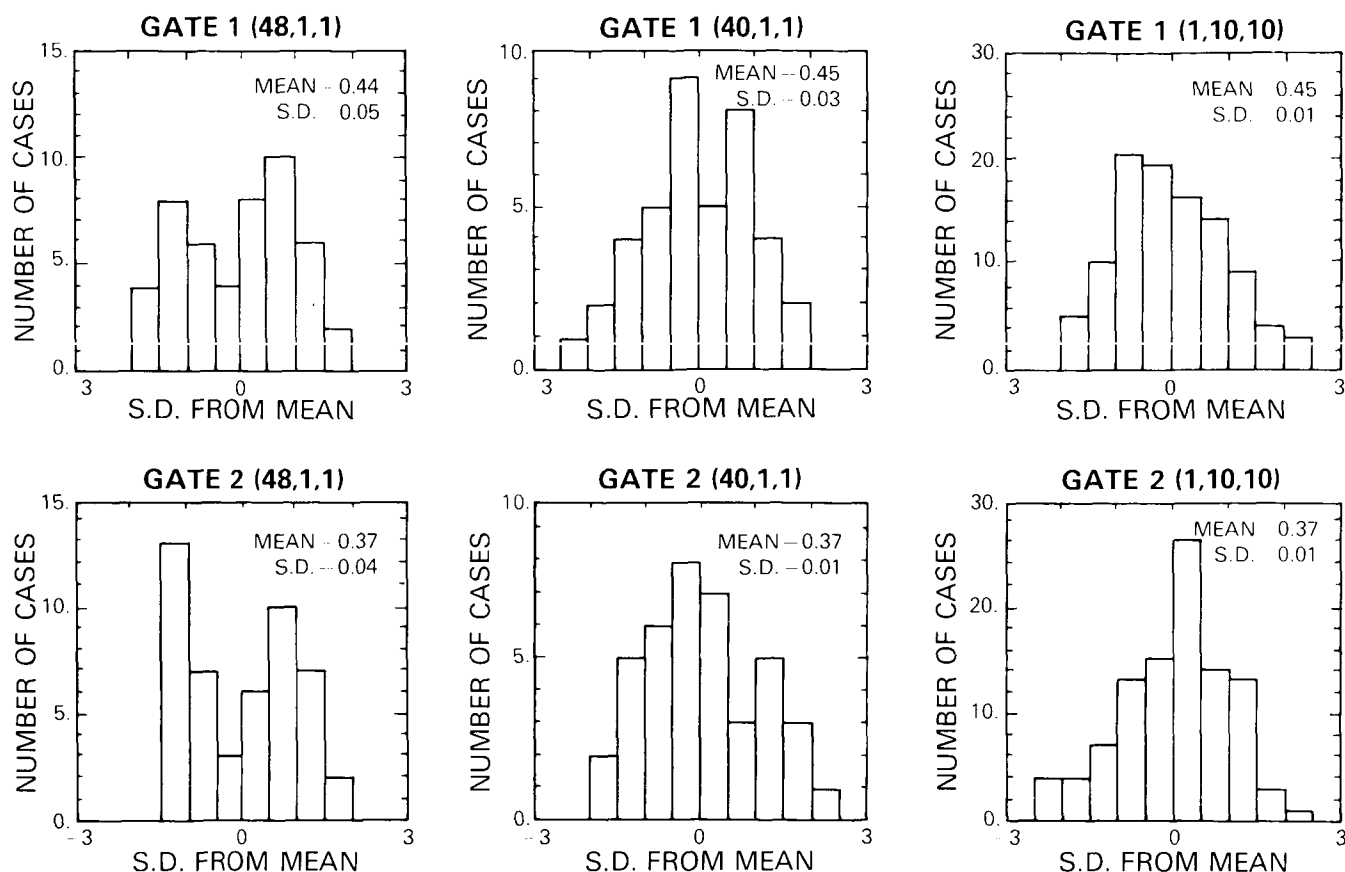 GATE 1 (48,1,1)
15.
10.
5.
0.
NUMBER OF CASES
MEAN - 0.44
S.D. 0.05
3 0 3
S.D. FROM MEAN
GATE 1 (40,1,1)
10.
5.
0.
NUMBER OF CASES
MEAN - 0.45
S.D. - 0.03
3 0 3
S.D. FROM MEAN
GATE 1 (1,10,10)
30.
20.
10.
0.
NUMBER OF CASES
MEAN 0.45
S.D. 0.01
3 0 3
S.D. FROM MEAN
GATE 2 (48,1,1)
15.
10.
5.
0.
NUMBER OF CASES
MEAN - 0.37
S.D. - 0.04
-3 0 3
S.D. FROM MEAN
GATE 2 (40,1,1)
10.
5.
0.
NUMBER OF CASES
MEAN - 0.37
S.D. - 0.01
-3 0 3
S.D. FROM MEAN
GATE 2 (1,10,10)
30.
20.
10.
0.
NUMBER OF CASES
MEAN 0.37
S.D. 0.01
-3 0 3
S.D. FROM MEAN